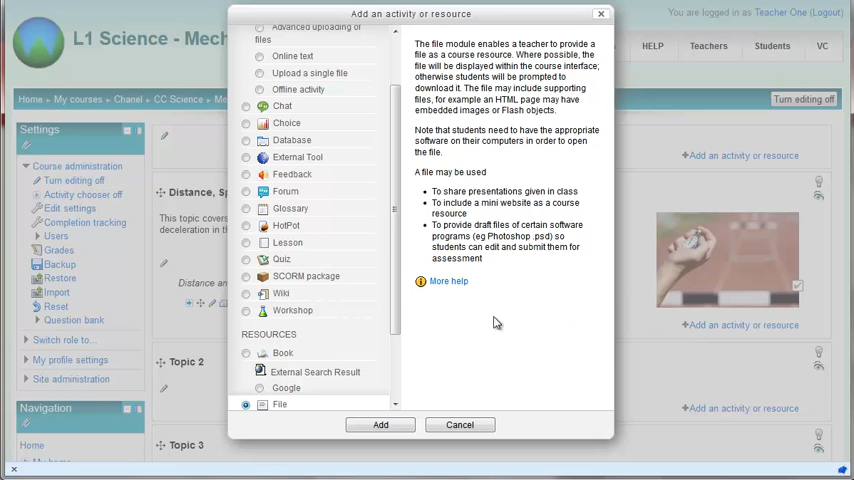 Add an activity or resource
You are logged in as Teacher One (Logout)
L1 Science - Mech
HELP
Teachers
Students
VC
Home
My courses
Chanel
CC Science
Me
Turn editing off
Settings
Course administration
Turn editing off
Activity chooser off
Edit settings
Completion tracking
Users
Grades
Backup
Restore
Import
Reset
Question bank
Switch role to...
My profile settings
Site administration
Navigation
Home
Advanced uploading of
files
Online text
Upload a single file
Offline activity
Chat
Choice
Database
External Tool
Feedback
Forum
Glossary
HotPot
Lesson
Quiz
SCORM package
Wiki
Workshop
RESOURCES
Book
External Search Result
Google
File
The file module enables a teacher to provide a
file as a course resource. Where possible, the
file will be displayed within the course interface;
otherwise students will be prompted to
download it. The file may include supporting
files, for example an HTML page may have
embedded images or Flash objects.
Note that students need to have the appropriate
software on their computers in order to open
the file.
A file may be used
To share presentations given in class
To include a mini website as a course
resource
To provide draft files of certain software
programs (eg Photoshop .psd) so
students can edit and submit them for
assessment
More help
Add
Cancel
Distance, Sp
This topic covers
deceleration in th
Distance an
Topic 2
Topic 3
+Add an activity or resource
+Add an activity or resource
+Add an activity or resource